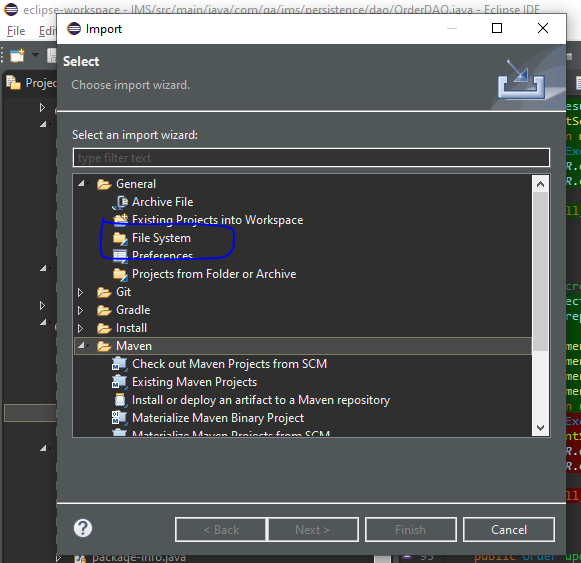 eclipse-workspace - IMS/src/main/java/com/qa/ims/persistence/dao/OrderDAO.java - Eclipse IDE
File Edi
Import
Select
Choose import wizard.
Projec
Select an import wizard:
type filter text
General
Archive File
Existing Projects into Workspace
File System
Preferences
Projects from Folder or Archive
Git
Gradle
Install
Maven
Check out Maven Projects from SCM
Existing Maven Projects
Install or deploy an artifact to a Maven repository
Materialize Maven Binary Project
Materialize Maven Projects from SCM
< Back
Next >
Finish
Cancel
package-info.java
95
public Order up